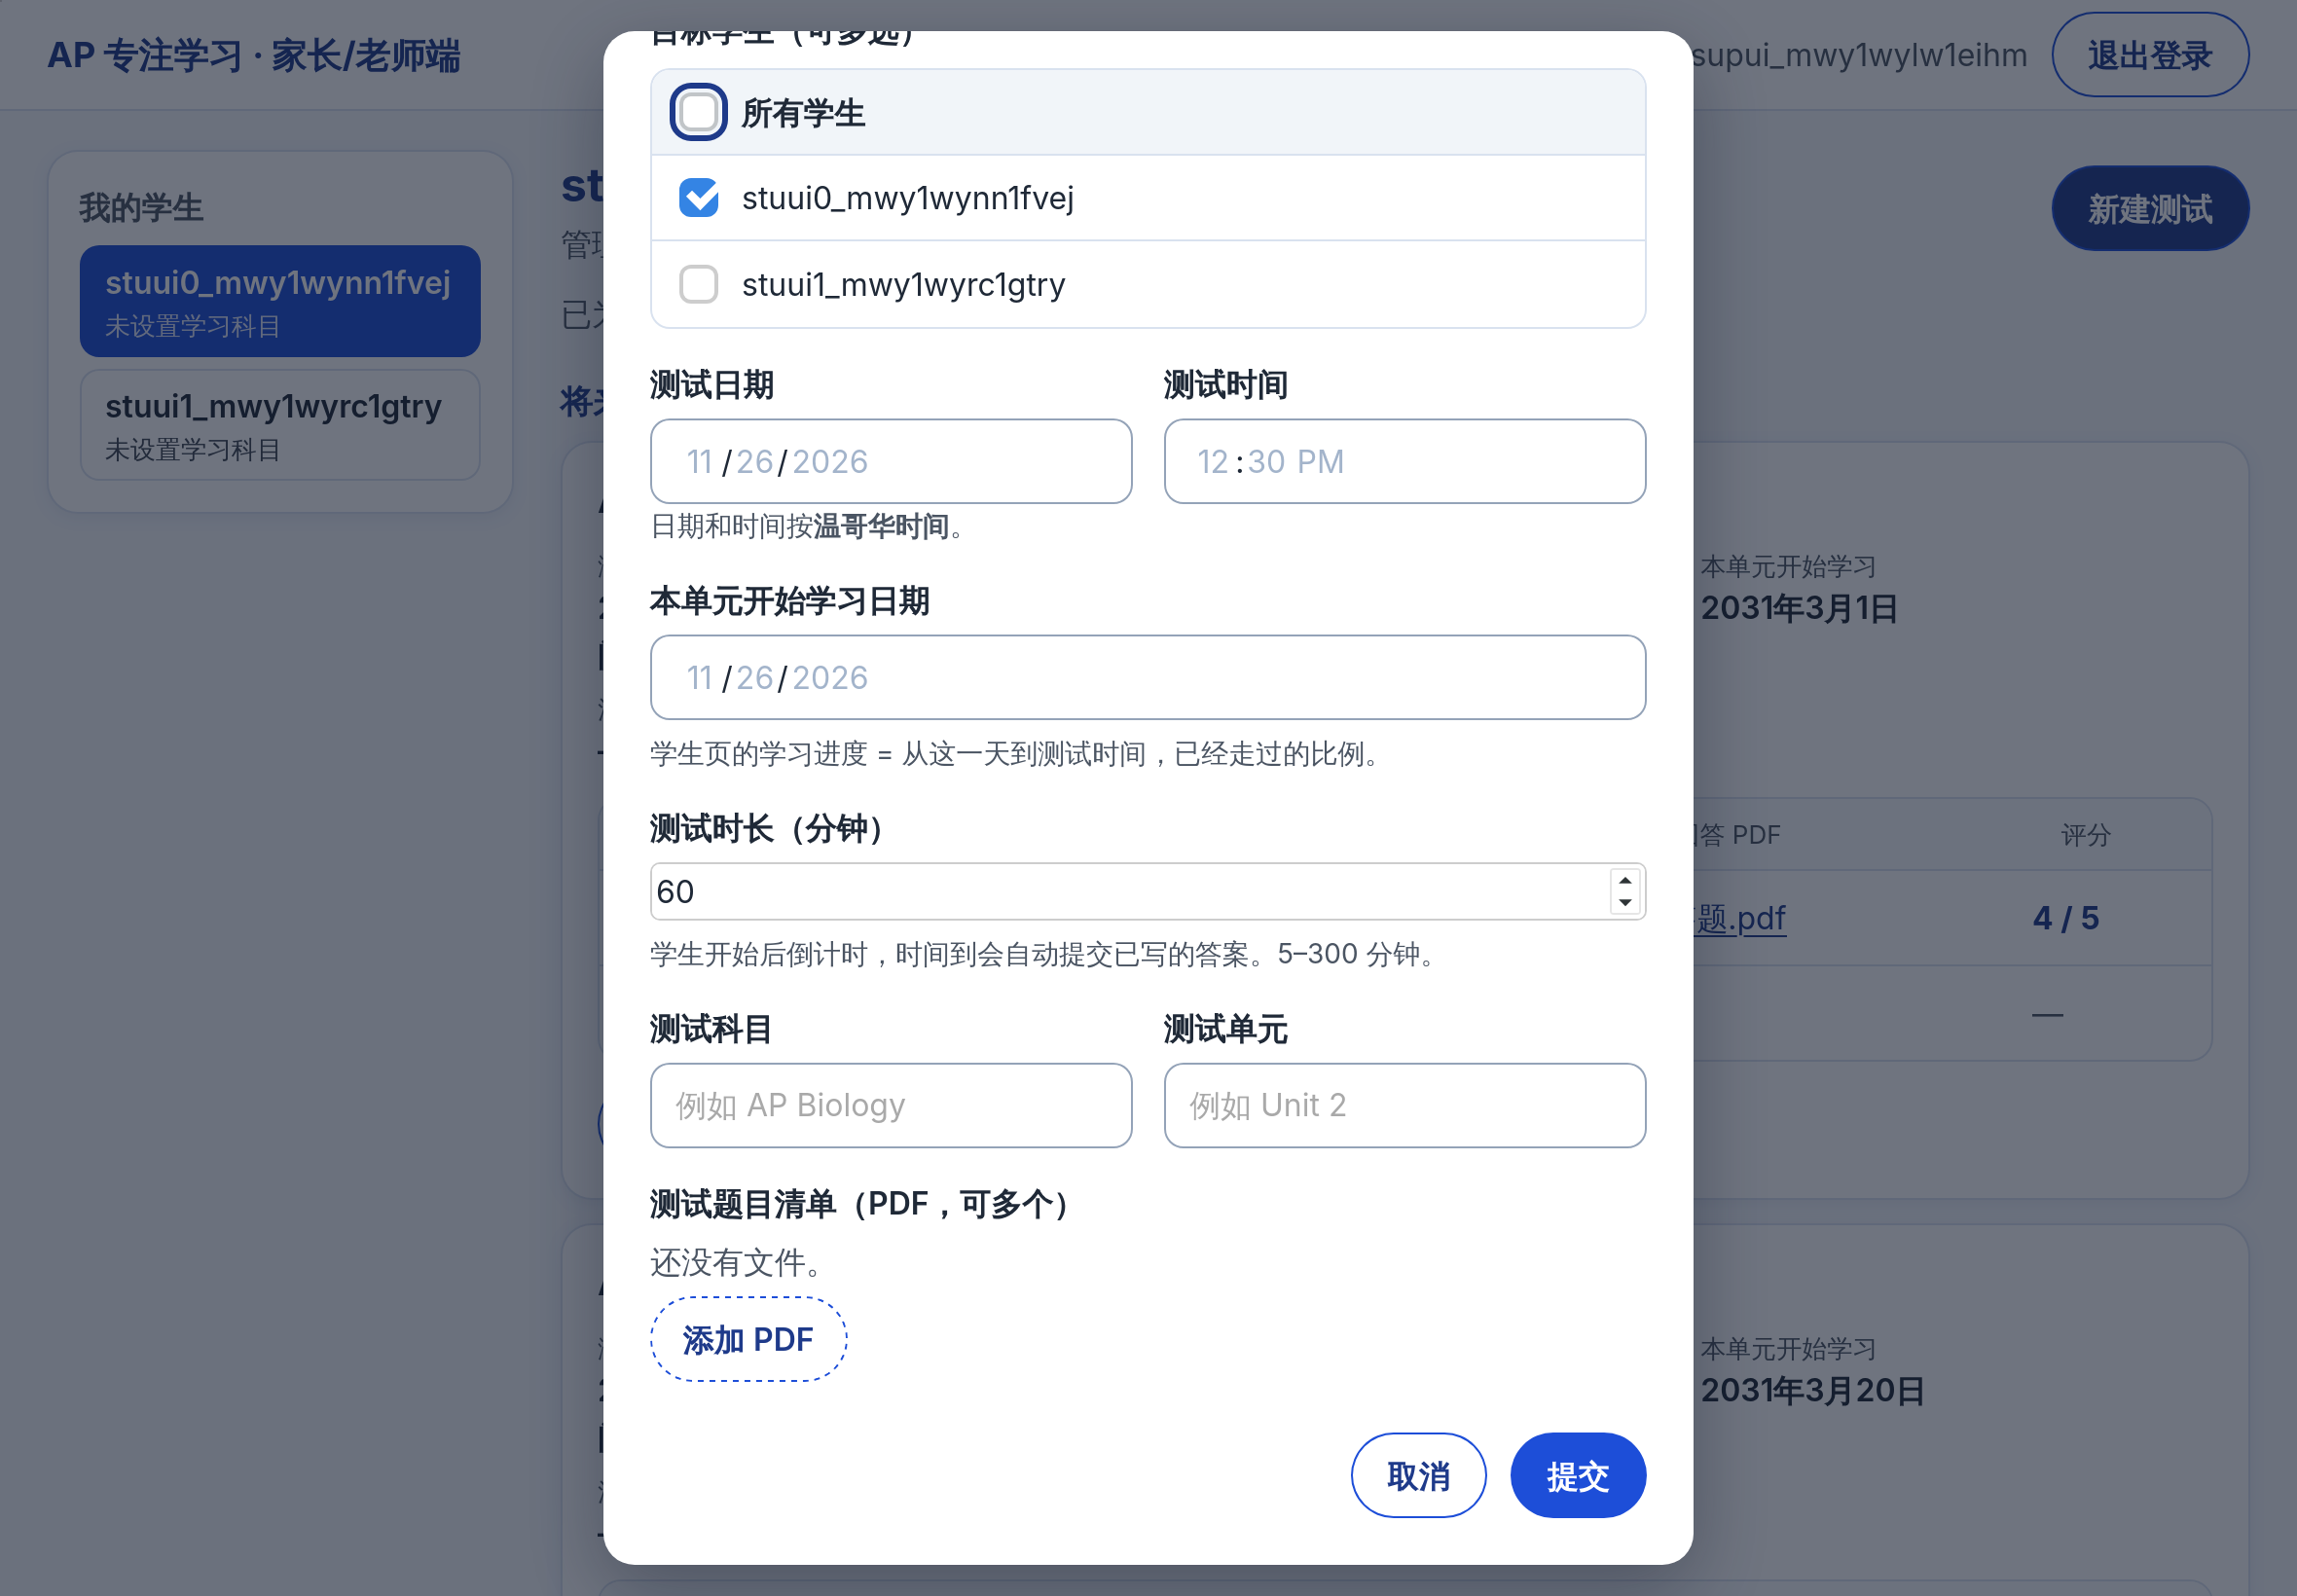 AP 专注学习 · 家长/老师端
supui_mwy1wylw1eihm
退出登录
我的学生
stuui0_mwy1wynn1fvej
未设置学习科目
stuui1_mwy1wyrc1gtry
未设置学习科目
新建测试
目标学生（可多选）
所有学生
stuui0_mwy1wynn1fvej
stuui1_mwy1wyrc1gtry
测试日期
测试时间
11 / 26 / 2026
12 : 30 PM
日期和时间按温哥华时间。
本单元开始学习日期
11 / 26 / 2026
学生页的学习进度 = 从这一天到测试时间，已经走过的比例。
测试时长（分钟）
60
学生开始后倒计时，时间到会自动提交已写的答案。5–300 分钟。
测试科目
测试单元
例如 AP Biology
例如 Unit 2
测试题目清单（PDF，可多个）
还没有文件。
添加 PDF
取消
提交
本单元开始学习
2031年3月1日
答 PDF
评分
题.pdf
4 / 5
—
本单元开始学习
2031年3月20日